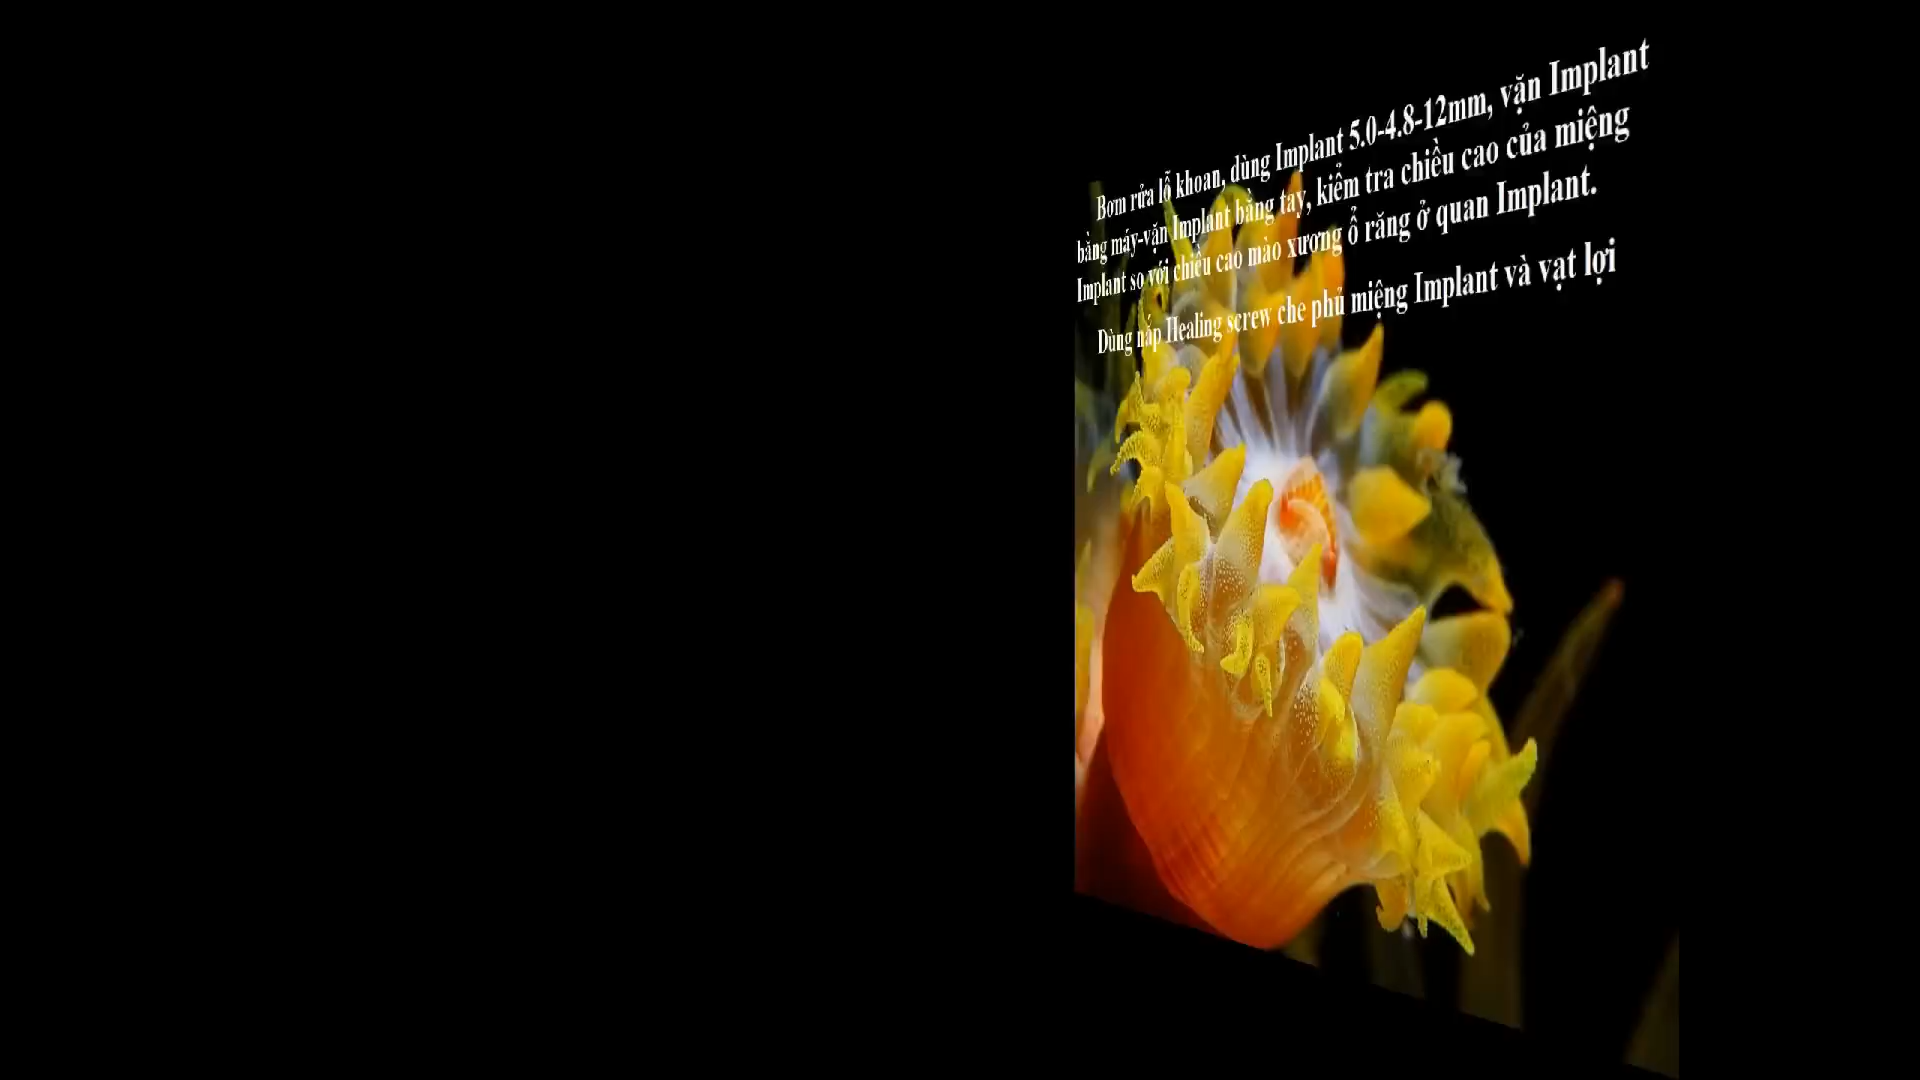 Bơm rửa lỗ khoan, dùng Implant 5.0-4.8-12mm, vặn Implant
bằng máy-vặn Implant bằng tay, kiểm tra chiều cao của miệng
Implant so với chiều cao mào xương ổ răng ở quan Implant.
Dùng nắp Healing screw che phủ miệng Implant và vạt lợi